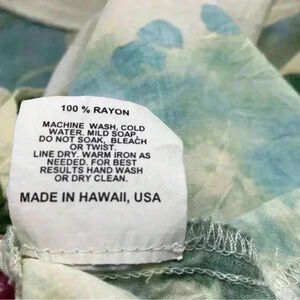 100 % RAYON
MACHINE WASH, COLD
WATER. MILD SOAP.
DO NOT SOAK, BLEACH
OR TWIST.
LINE DRY. WARM IRON AS
NEEDED. FOR BEST
RESULTS HAND WASH
OR DRY CLEAN.
MADE IN HAWAII, USA